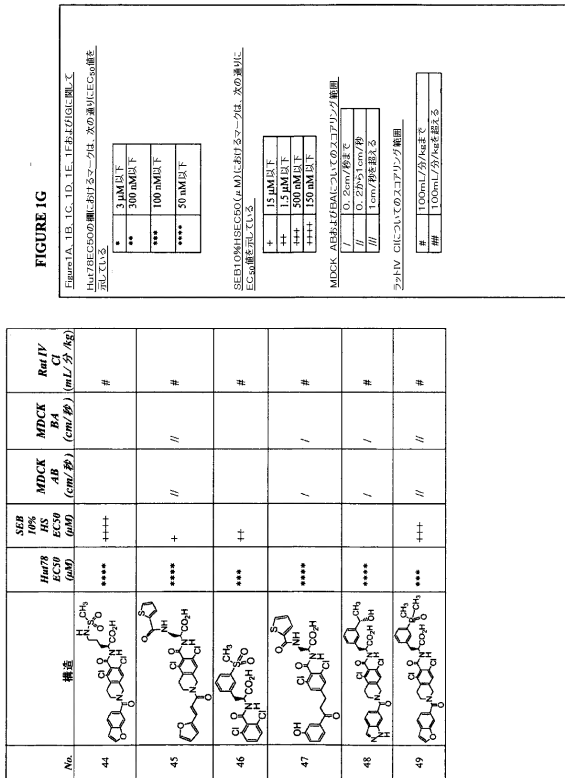 FIGURE 1G
No.
構造
Hut78 EC50 (μM)
SEB 10% HS EC50 (μM)
MDCK AB (cm/秒)
MDCK BA (cm/秒)
Rat IV Cl (mL/分/kg)
44
****
++++
#
45
****
+
//
//
#
46
***
++
#
47
****
/
/
#
48
****
/
/
#
49
***
+++
//
//
#
Figure1A、1B、1C、1D、1E、1Fおよび1Gに関して
Hut78EC50の欄におけるマークは、次の通りにEC50値を
示している
* 3 μM以下
** 300 nM以下
*** 100 nM以下
**** 50 nM以下
SEB10%HSEC50(μM)におけるマークは、次の通りに
EC50値を示している
+ 15 μM以下
++ 1.5 μM以下
+++ 500 nM以下
++++ 150 nM以下
MDCK ABおよびBAについてのスコアリング範囲
/ 0.2cm/秒まで
// 0.2から1cm/秒
/// 1cm/秒を超える
ラットIV Clについてのスコアリング範囲
# 100mL/分/kgまで
## 100mL/分/kgを超える